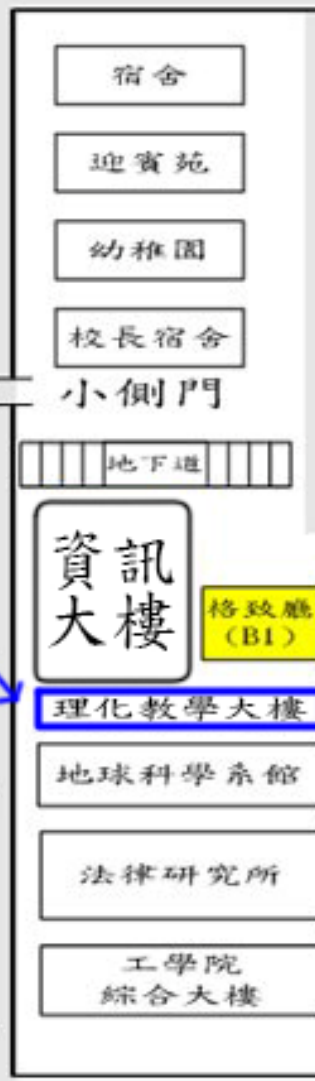 宿舍
迎賓苑
幼稚園
校長宿舍
小側門
地下道
資訊
大樓
格致廳
(B1)
理化教學大樓
地球科學系館
法律研究所
工學院
綜合大樓